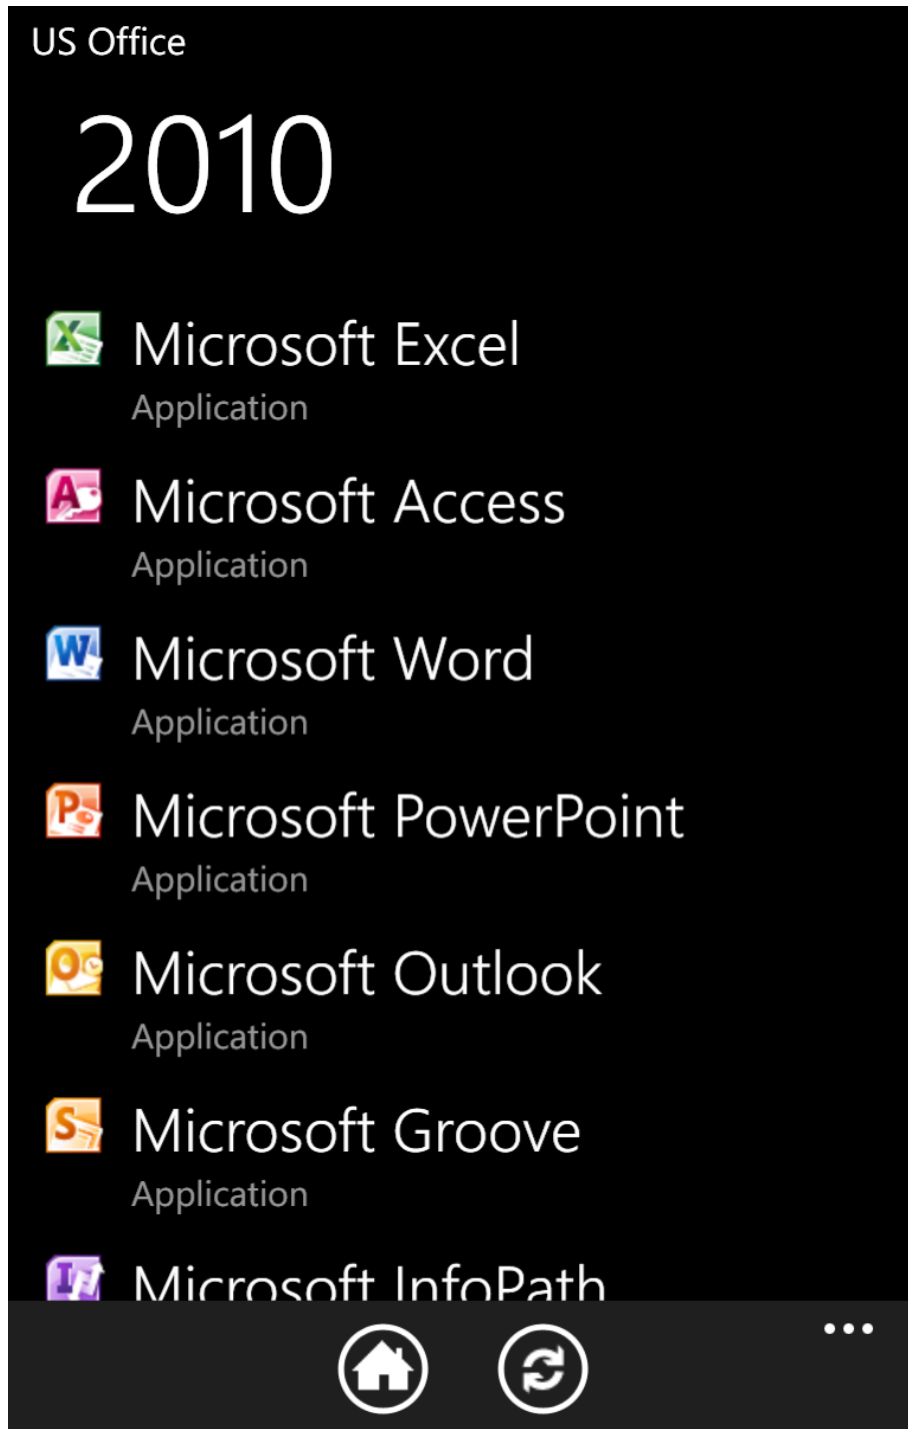 US Office
2010
Microsoft Excel
Application
Microsoft Access
Application
Microsoft Word
Application
Microsoft PowerPoint
Application
Microsoft Outlook
Application
Microsoft Groove
Application
Microsoft InfoPath